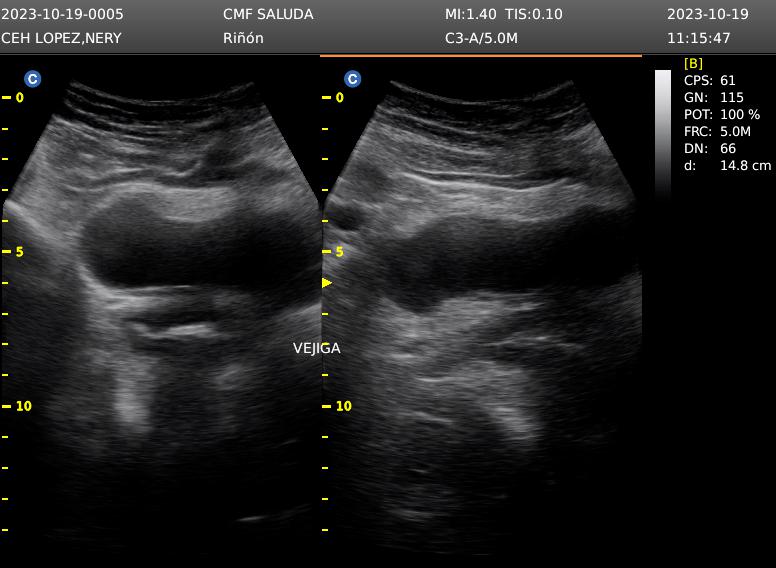 2023-10-19-0005 CMF SALUDA MI:1.40 TIS:0.10 2023-10-19
CEH LOPEZ,NERY Riñón C3-A/5.0M 11:15:47
C C [B]
0 0 CPS: 61
GN: 115
POT: 100 %
FRC: 5.0M
DN: 66
d: 14.8 cm
5 5
VEJIGA
10 10